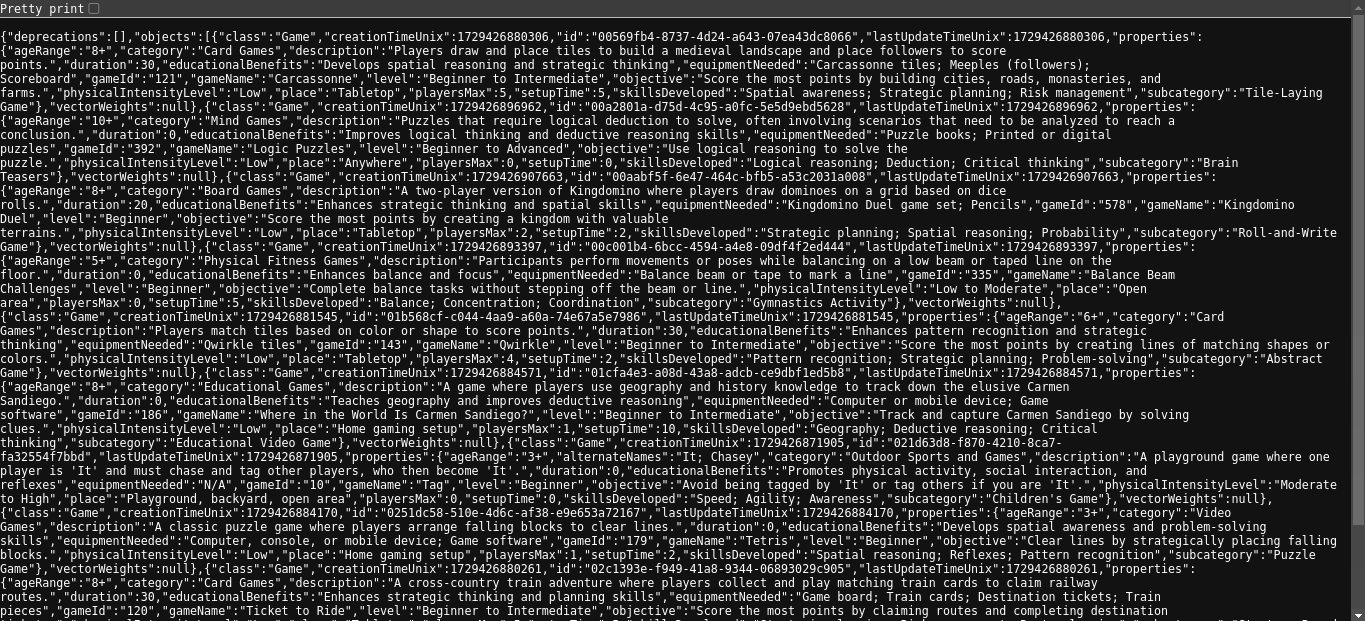 Pretty print
{"deprecations":[],"objects":[{"class":"Game","creationTimeUnix":1729426880306,"id":"00569fb4-8737-4d24-a643-07ea43dc8066","lastUpdateTimeUnix":1729426880306,"properties":
{"ageRange":"8+","category":"Card Games","description":"Players draw and place tiles to build a medieval landscape and place followers to score
points.","duration":30,"educationalBenefits":"Develops spatial reasoning and strategic thinking","equipmentNeeded":"Carcassonne tiles; Meeples (followers);
Scoreboard","gameId":"121","gameName":"Carcassonne","level":"Beginner to Intermediate","objective":"Score the most points by building cities, roads, monasteries, and
farms.","physicalIntensityLevel":"Low","place":"Tabletop","playersMax":5,"setupTime":5,"skillsDeveloped":"Spatial awareness; Strategic planning; Risk management","subcategory":"Tile-Laying
Game"},"vectorWeights":null},{"class":"Game","creationTimeUnix":1729426896962,"id":"00a2801a-d75d-4c95-a0fc-5e5d9ebd5628","lastUpdateTimeUnix":1729426896962,"properties":
{"ageRange":"10+","category":"Mind Games","description":"Puzzles that require logical deduction to solve, often involving scenarios that need to be analyzed to reach a
conclusion.","duration":0,"educationalBenefits":"Improves logical thinking and deductive reasoning skills","equipmentNeeded":"Puzzle books; Printed or digital
puzzles","gameId":"392","gameName":"Logic Puzzles","level":"Beginner to Advanced","objective":"Use logical reasoning to solve the
puzzle.","physicalIntensityLevel":"Low","place":"Anywhere","playersMax":0,"setupTime":0,"skillsDeveloped":"Logical reasoning; Deduction; Critical thinking","subcategory":"Brain
Teasers"},"vectorWeights":null},{"class":"Game","creationTimeUnix":1729426907663,"id":"00aabf5f-6e47-464c-bfb5-a53c2031a008","lastUpdateTimeUnix":1729426907663,"properties":
{"ageRange":"8+","category":"Board Games","description":"A two-player version of Kingdomino where players draw dominoes on a grid based on dice
rolls.","duration":20,"educationalBenefits":"Enhances strategic thinking and spatial skills","equipmentNeeded":"Kingdomino Duel game set; Pencils","gameId":"578","gameName":"Kingdomino
Duel","level":"Beginner","objective":"Score the most points by creating a kingdom with valuable
terrains.","physicalIntensityLevel":"Low","place":"Tabletop","playersMax":2,"setupTime":2,"skillsDeveloped":"Strategic planning; Spatial reasoning; Probability","subcategory":"Roll-and-Write
Game"},"vectorWeights":null},{"class":"Game","creationTimeUnix":1729426893397,"id":"00c001b4-6bcc-4594-a4e8-09df4f2ed444","lastUpdateTimeUnix":1729426893397,"properties":
{"ageRange":"5+","category":"Physical Fitness Games","description":"Participants perform movements or poses while balancing on a low beam or taped line on the
floor.","duration":0,"educationalBenefits":"Enhances balance and focus","equipmentNeeded":"Balance beam or tape to mark a line","gameId":"335","gameName":"Balance Beam
Challenges","level":"Beginner","objective":"Complete balance tasks without stepping off the beam or line.","physicalIntensityLevel":"Low to Moderate","place":"Open
area","playersMax":0,"setupTime":5,"skillsDeveloped":"Balance; Concentration; Coordination","subcategory":"Gymnastics Activity"},"vectorWeights":null},
{"class":"Game","creationTimeUnix":1729426881545,"id":"01b568cf-c044-4aa9-a60a-74e67a5e7986","lastUpdateTimeUnix":1729426881545,"properties":{"ageRange":"6+","category":"Card
Games","description":"Players match tiles based on color or shape to score points.","duration":30,"educationalBenefits":"Enhances pattern recognition and strategic
thinking","equipmentNeeded":"Qwirkle tiles","gameId":"143","gameName":"Qwirkle","level":"Beginner to Intermediate","objective":"Score the most points by creating lines of matching shapes or
colors.","physicalIntensityLevel":"Low","place":"Tabletop","playersMax":4,"setupTime":2,"skillsDeveloped":"Pattern recognition; Strategic planning; Problem-solving","subcategory":"Abstract
Game"},"vectorWeights":null},{"class":"Game","creationTimeUnix":1729426884571,"id":"01cfa4e3-a08d-43a8-adcb-ce9dbf1ed5b8","lastUpdateTimeUnix":1729426884571,"properties":
{"ageRange":"8+","category":"Educational Games","description":"A game where players use geography and history knowledge to track down the elusive Carmen
Sandiego.","duration":0,"educationalBenefits":"Teaches geography and improves deductive reasoning","equipmentNeeded":"Computer or mobile device; Game
software","gameId":"186","gameName":"Where in the World Is Carmen Sandiego?","level":"Beginner to Intermediate","objective":"Track and capture Carmen Sandiego by solving
clues.","physicalIntensityLevel":"Low","place":"Home gaming setup","playersMax":1,"setupTime":10,"skillsDeveloped":"Geography; Deductive reasoning; Critical
thinking","subcategory":"Educational Video Game"},"vectorWeights":null},{"class":"Game","creationTimeUnix":1729426871905,"id":"021d63d8-f870-4210-8ca7-
fa32554f7bbd","lastUpdateTimeUnix":1729426871905,"properties":{"ageRange":"3+","alternateNames":"It; Chasey","category":"Outdoor Sports and Games","description":"A playground game where one
player is 'It' and must chase and tag other players, who then become 'It'.","duration":0,"educationalBenefits":"Promotes physical activity, social interaction, and
reflexes","equipmentNeeded":"N/A","gameId":"10","gameName":"Tag","level":"Beginner","objective":"Avoid being tagged by 'It' or tag others if you are 'It'.","physicalIntensityLevel":"Moderate
to High","place":"Playground, backyard, open area","playersMax":0,"setupTime":0,"skillsDeveloped":"Speed; Agility; Awareness","subcategory":"Children's Game"},"vectorWeights":null},
{"class":"Game","creationTimeUnix":1729426884170,"id":"0251dc58-510e-4d6c-af38-e9e653a72167","lastUpdateTimeUnix":1729426884170,"properties":{"ageRange":"3+","category":"Video
Games","description":"A classic puzzle game where players arrange falling blocks to clear lines.","duration":0,"educationalBenefits":"Develops spatial awareness and problem-solving
skills","equipmentNeeded":"Computer, console, or mobile device; Game software","gameId":"179","gameName":"Tetris","level":"Beginner","objective":"Clear lines by strategically placing falling
blocks.","physicalIntensityLevel":"Low","place":"Home gaming setup","playersMax":1,"setupTime":2,"skillsDeveloped":"Spatial reasoning; Reflexes; Pattern recognition","subcategory":"Puzzle
Game"},"vectorWeights":null},{"class":"Game","creationTimeUnix":1729426880261,"id":"02c1393e-f949-41a8-9344-06893029c905","lastUpdateTimeUnix":1729426880261,"properties":
{"ageRange":"8+","category":"Card Games","description":"A cross-country train adventure where players collect and play matching train cards to claim railway
routes.","duration":30,"educationalBenefits":"Enhances strategic thinking and planning skills","equipmentNeeded":"Game board; Train cards; Destination tickets; Train
pieces","gameId":"120","gameName":"Ticket to Ride","level":"Beginner to Intermediate","objective":"Score the most points by claiming routes and completing destination